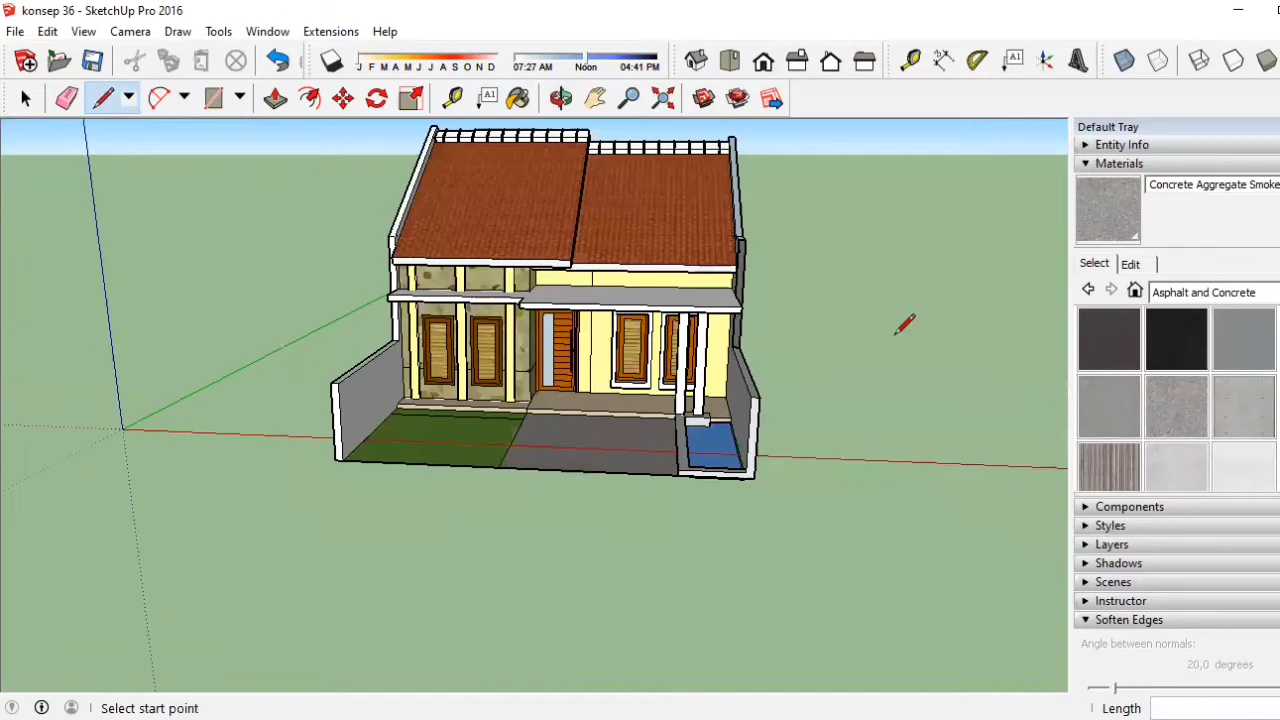 konsep 36 - SketchUp Pro 2016
File Edit View Camera Draw Tools Window Extensions Help
J F M A M J J A S O N D 07:27 AM Noon 04:41 PM A1
A1
Default Tray
Entity Info
Materials
Concrete Aggregate Smoke
Select Edit
Asphalt and Concrete
Components
Styles
Layers
Shadows
Scenes
Instructor
Soften Edges
Angle between normals:
20,0 degrees
Select start point
Length